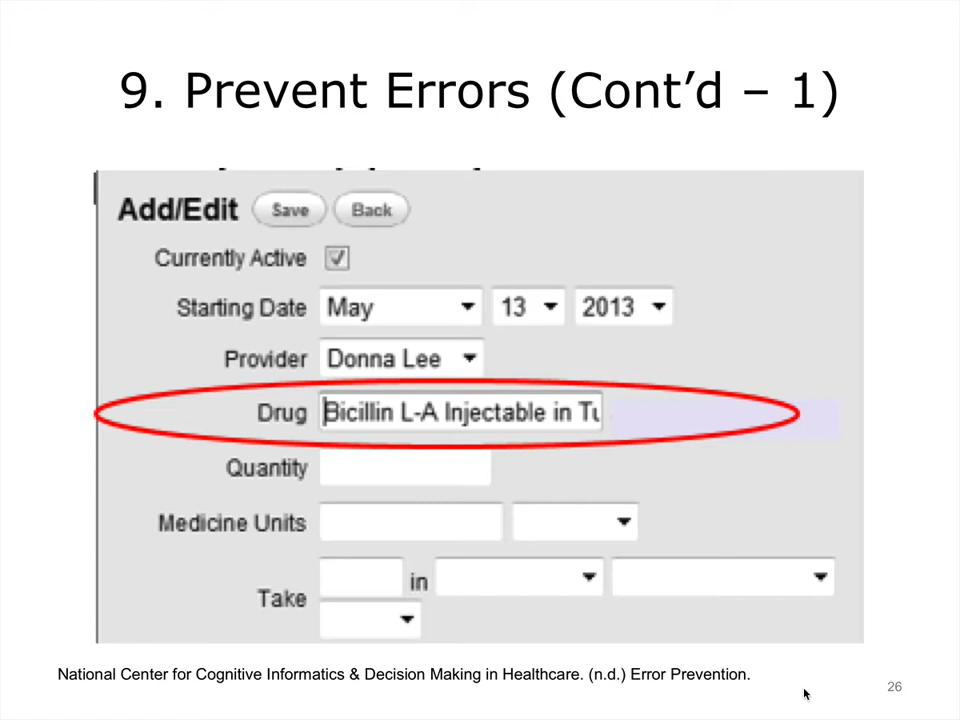 9. Prevent Errors (Cont’d – 1)
Add/Edit Save Back
Currently Active
Starting Date May 13 2013
Provider Donna Lee
Drug Bicillin L-A Injectable in Tu
Quantity
Medicine Units
in
Take
National Center for Cognitive Informatics & Decision Making in Healthcare. (n.d.) Error Prevention.
26